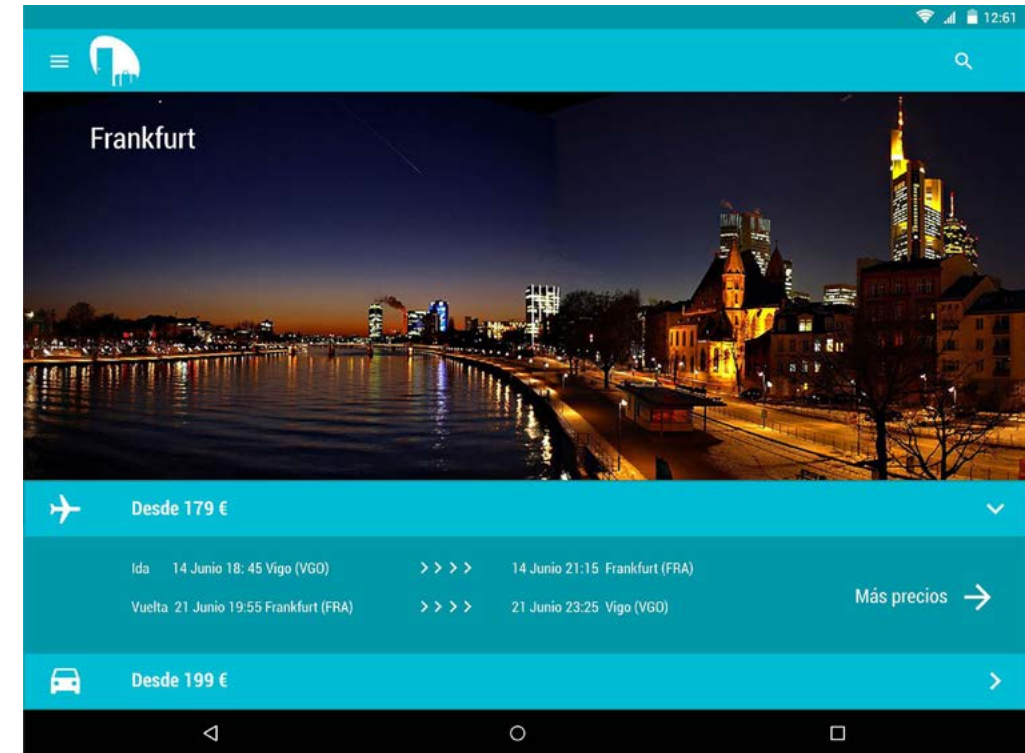 12:61
Frankfurt
Desde 179 €
Ida 14 Junio 18: 45 Vigo (VGO) >>>> 14 Junio 21:15 Frankfurt (FRA)
Vuelta 21 Junio 19:55 Frankfurt (FRA) >>>> 21 Junio 23:25 Vigo (VGO)
Más precios
Desde 199 €